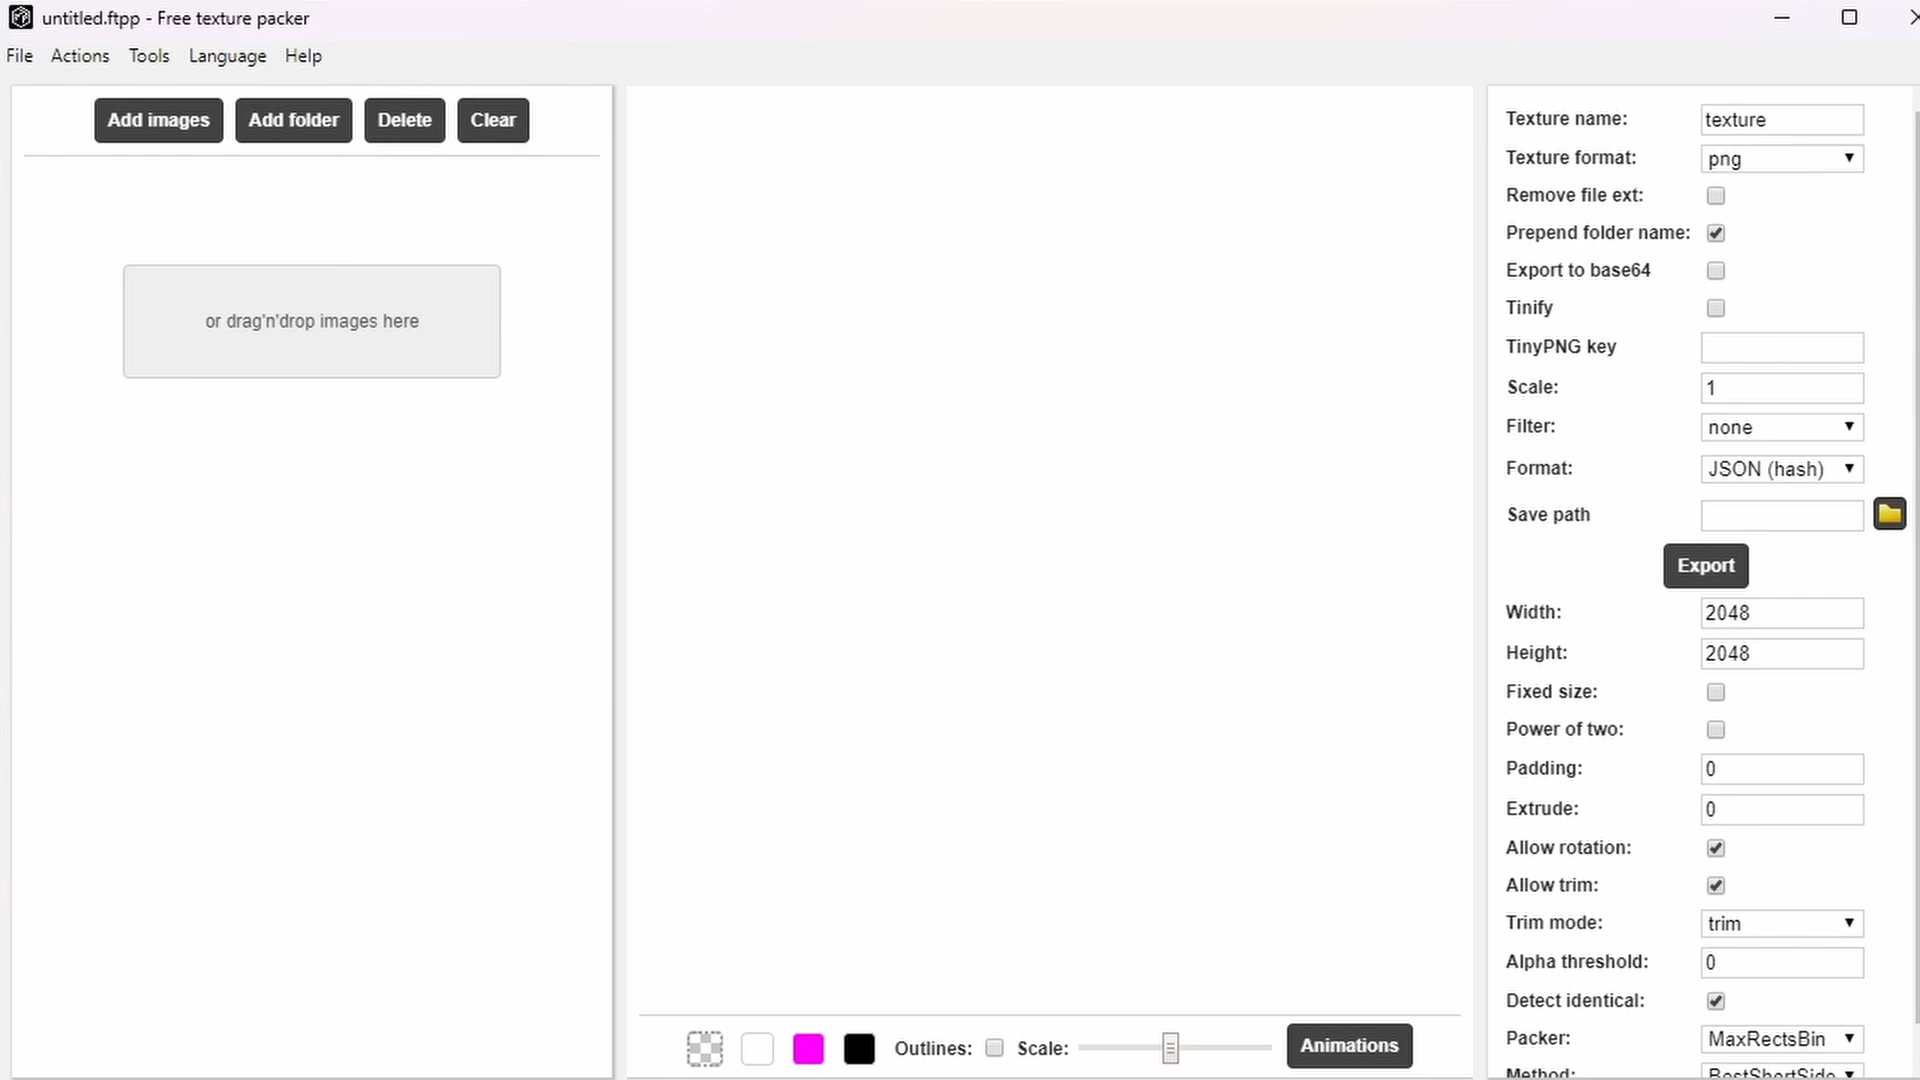 untitled.ftpp - Free texture packer
File Actions Tools Language Help
Add images Add folder Delete Clear
or drag'n'drop images here
Outlines: Scale: Animations
Texture name: texture
Texture format: png
Remove file ext:
Prepend folder name:
Export to base64
Tinify
TinyPNG key
Scale: 1
Filter: none
Format: JSON (hash)
Save path
Export
Width: 2048
Height: 2048
Fixed size:
Power of two:
Padding: 0
Extrude: 0
Allow rotation:
Allow trim:
Trim mode: trim
Alpha threshold: 0
Detect identical:
Packer: MaxRectsBin
Method: BestShortSide